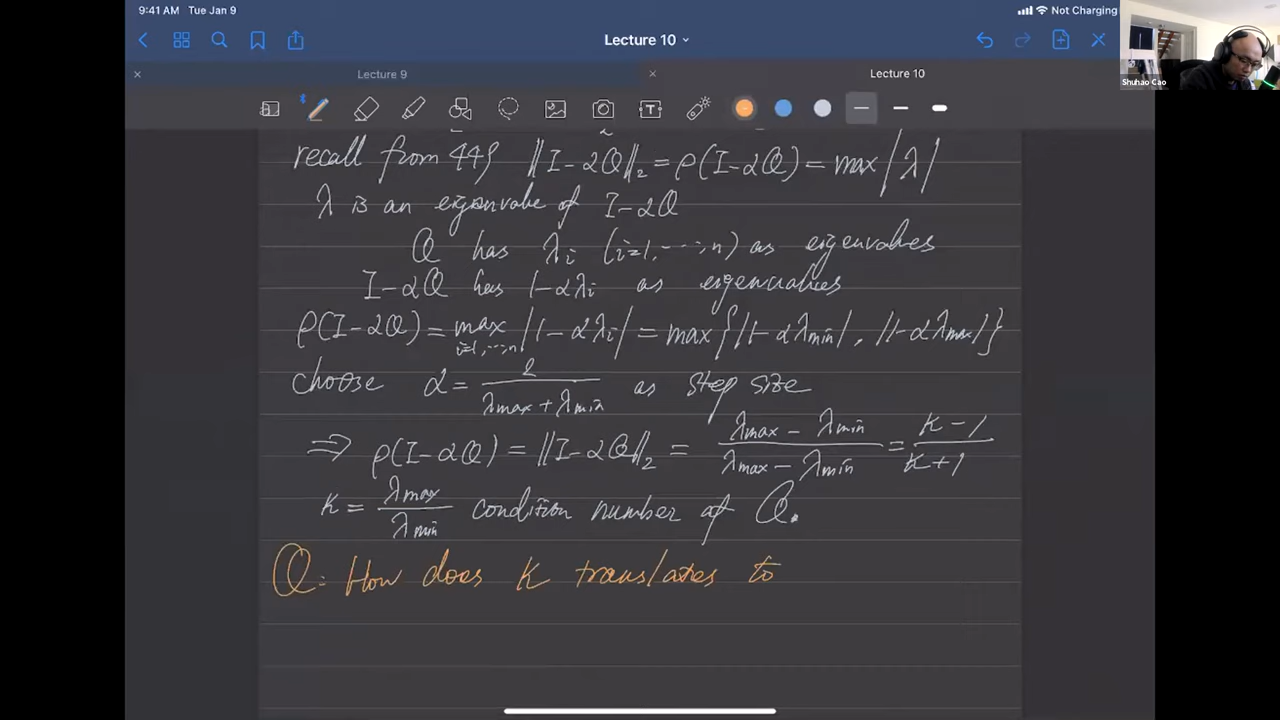 9:41 AM Tue Jan 9
Not Charging
Lecture 10
Shuhao Cao
Lecture 9
Lecture 10
recall from 449 ‖I-αQ‖₂ = ρ(I-αQ) = max|λ|
λ is an eigenvalue of I-αQ
Q has λᵢ (i=1,⋯,n) as eigenvalues
I-αQ has 1-αλᵢ as eigenvalues
ρ(I-αQ) = max_{i=1,⋯,n} |1-αλᵢ| = max{|1-αλmin|, |1-αλmax|}
choose α = 2/(λmax+λmin) as step size
⇒ ρ(I-αQ) = ‖I-αQ‖₂ = (λmax - λmin)/(λmax - λmin) = (κ-1)/(κ+1)
κ = λmax/λmin condition number of Q.
Q: How does κ translates to